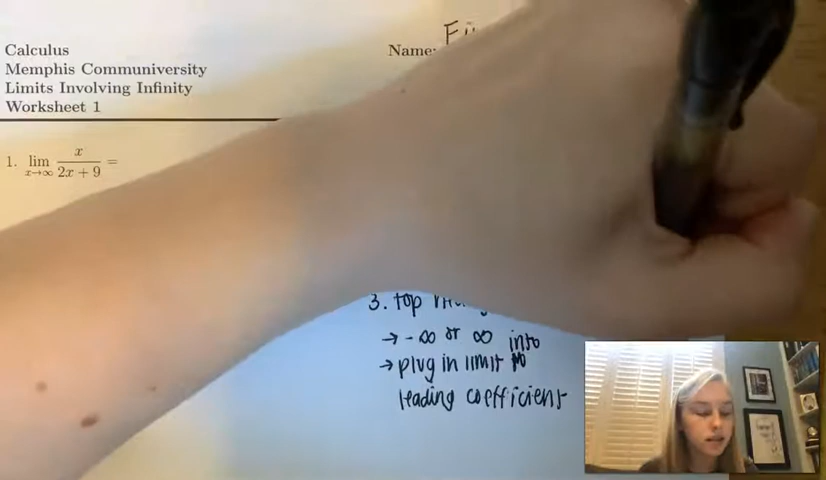 Calculus
Name:
Memphis Communiversity
Limits Involving Infinity
Worksheet 1
1. lim x→∞ x/(2x + 9) =
3. top
→ -∞ or ∞ into
→ plug in limit
leading coefficient